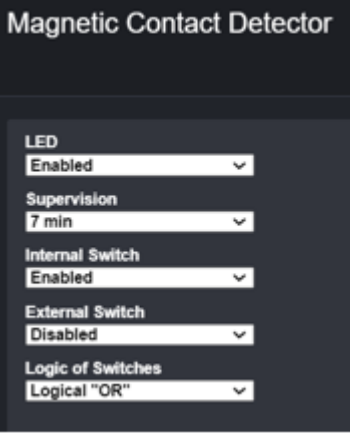 Magnetic Contact Detector
LED
Enabled
Supervision
7 min
Internal Switch
Enabled
External Switch
Disabled
Logic of Switches
Logical "OR"